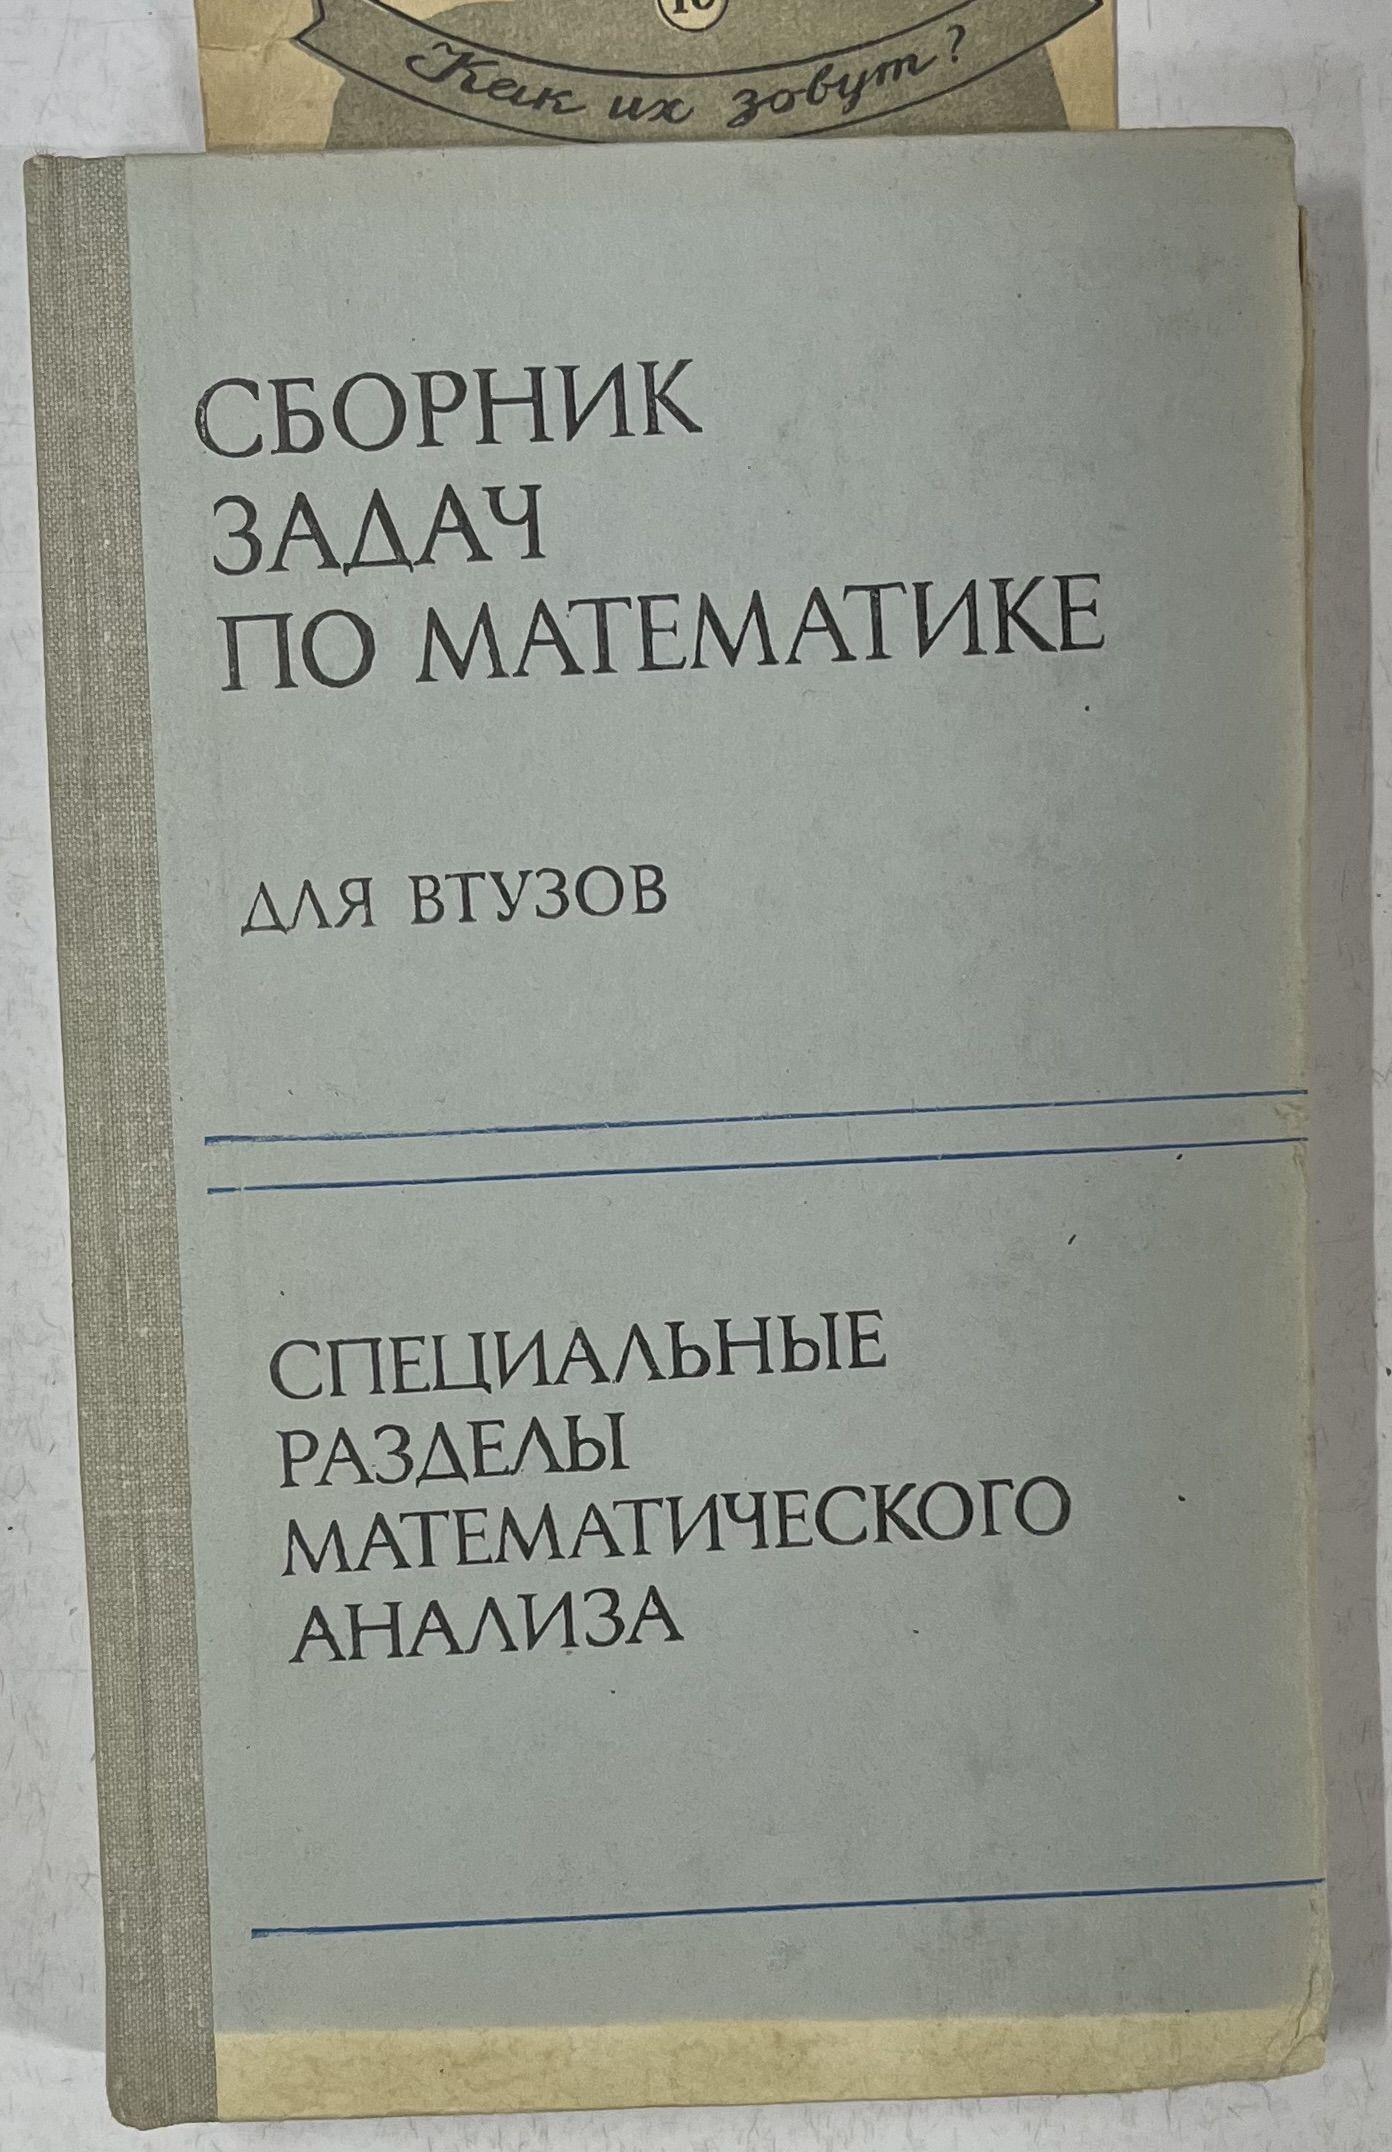 Как их зовут?
СБОРНИК
ЗАДАЧ
ПО МАТЕМАТИКЕ
ДЛЯ ВТУЗОВ
СПЕЦИАЛЬНЫЕ
РАЗДЕЛЫ
МАТЕМАТИЧЕСКОГО
АНАЛИЗА